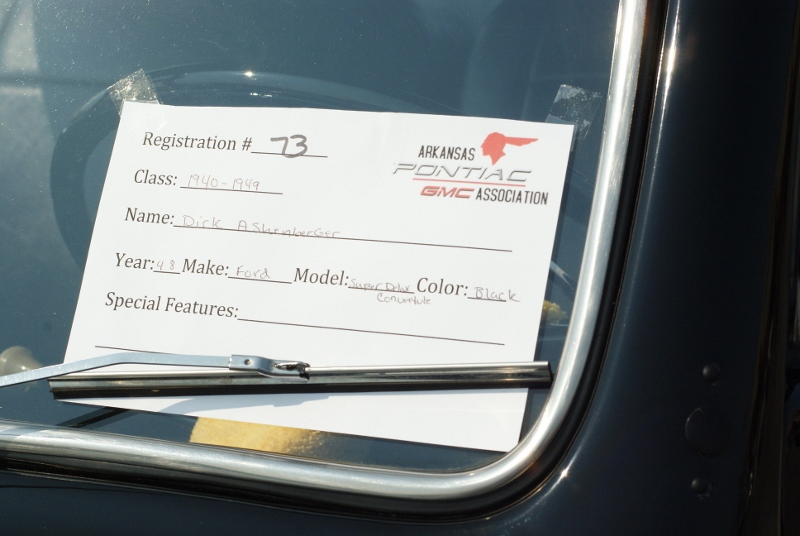 Registration # 73
ARKANSAS
PONTIAC
GMC ASSOCIATION
Class: 1940-1949
Name: Dick
Year: 48 Make: Ford Model: Super Delux Color: Black
Convertule
Special Features: